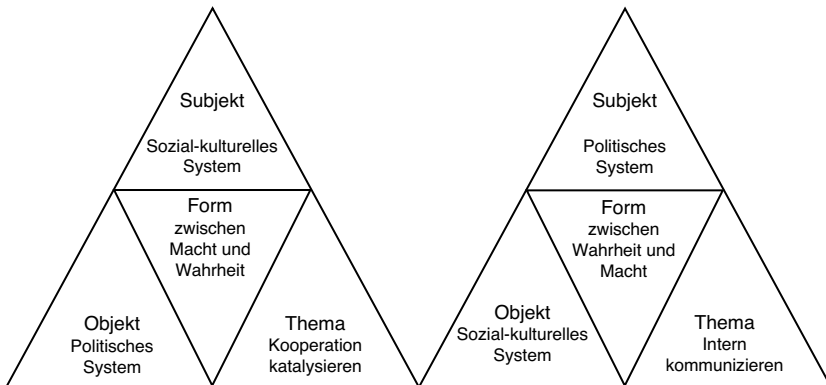 Subjekt
Sozial-kulturelles
System
Form
zwischen
Macht und
Wahrheit
Objekt
Politisches
System
Thema
Kooperation
katalysieren
Subjekt
Politisches
System
Form
zwischen
Wahrheit und
Macht
Objekt
Sozial-kulturelles
System
Thema
Intern
kommunizieren